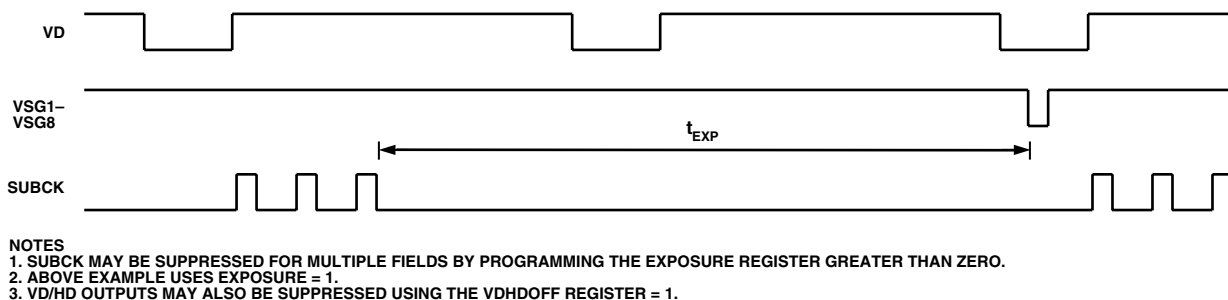 VD
VSG1–
VSG8
tEXP
SUBCK
NOTES
1. SUBCK MAY BE SUPPRESSED FOR MULTIPLE FIELDS BY PROGRAMMING THE EXPOSURE REGISTER GREATER THAN ZERO.
2. ABOVE EXAMPLE USES EXPOSURE = 1.
3. VD/HD OUTPUTS MAY ALSO BE SUPPRESSED USING THE VDHDOFF REGISTER = 1.